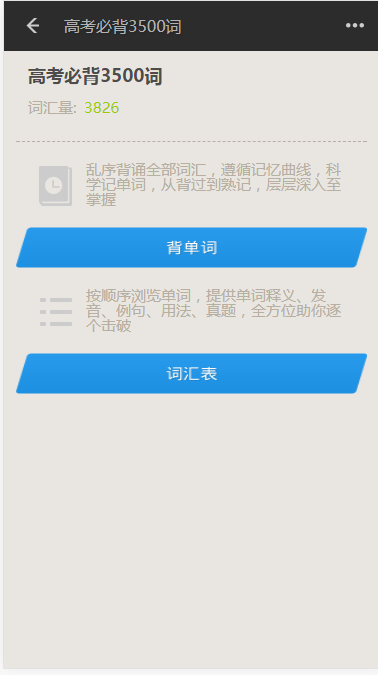 高考必背3500词
高考必背3500词
词汇量: 3826
乱序背诵全部词汇，遵循记忆曲线，科
学记单词，从背过到熟记，层层深入至
掌握
背单词
按顺序浏览单词，提供单词释义、发
音、例句、用法、真题，全方位助你逐
个击破
词汇表